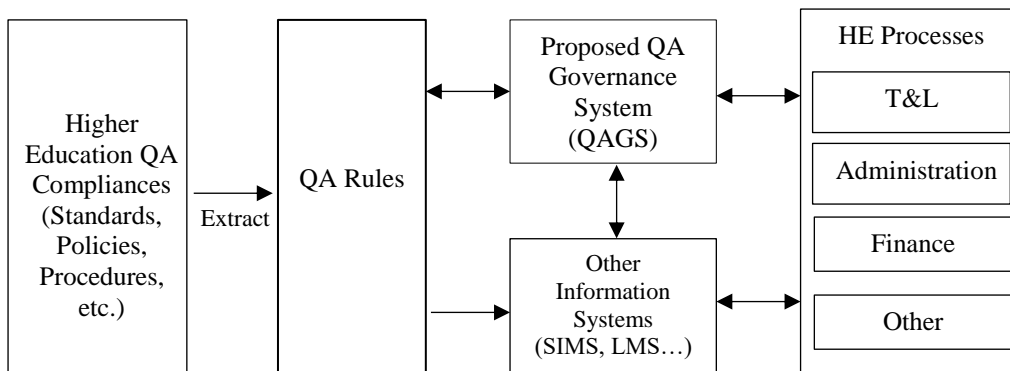 Higher
Education QA
Compliances
(Standards,
Policies,
Procedures,
etc.)
Extract
QA Rules
Proposed QA
Governance
System
(QAGS)
Other
Information
Systems
(SIMS, LMS…)
HE Processes
T&L
Administration
Finance
Other